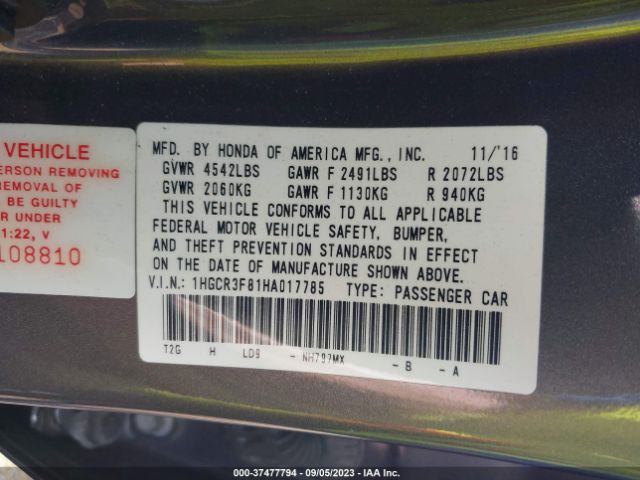 VEHICLE
ERSON REMOVING
REMOVAL OF
BE GUILTY
R UNDER
1:22, V
108810
MFD. BY HONDA OF AMERICA MFG., INC. 11/'16
GVWR 4542LBS GAWR F 2491LBS R 2072LBS
GVWR 2060KG GAWR F 1130KG R 940KG
THIS VEHICLE CONFORMS TO ALL APPLICABLE
FEDERAL MOTOR VEHICLE SAFETY, BUMPER,
AND THEFT PREVENTION STANDARDS IN EFFECT
ON THE DATE OF MANUFACTURE SHOWN ABOVE.
V.I.N.: 1HGCR3F81HA017785 TYPE: PASSENGER CAR
T2G H LD9 - NH797MX - B - A
000-37477794 - 09/05/2023 - IAA Inc.